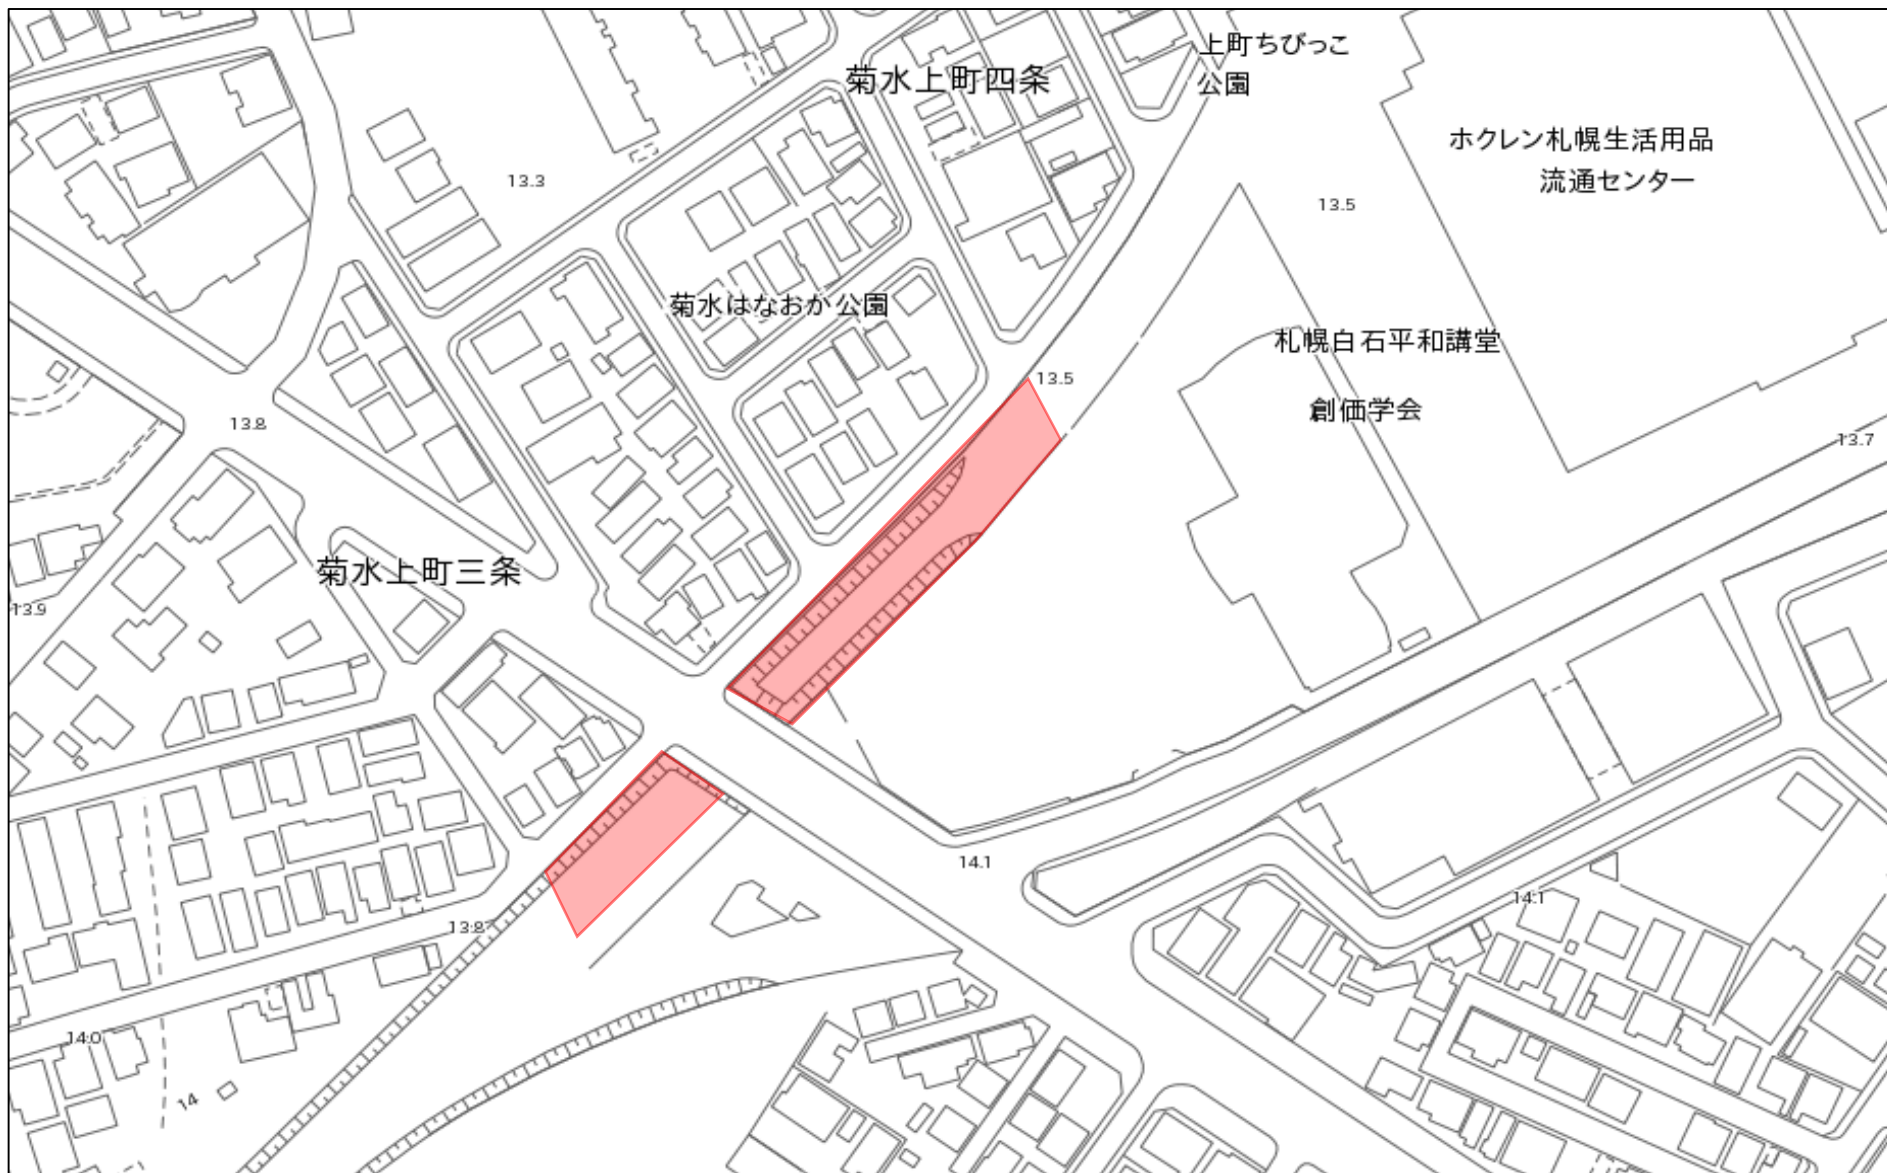 上町ちびっこ
公園
菊水上町四条
ホクレン札幌生活用品
流通センター
13.3
13.5
菊水はなおか公園
札幌白石平和講堂
13.5
創価学会
13.8
13.7
菊水上町三条
13.9
14.1
14.1
13.8
14.0
14